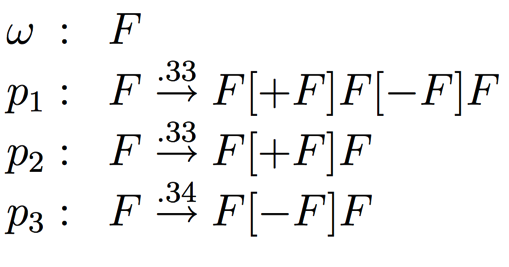 ω : F
p₁ : F →^.33 F[+F]F[−F]F
p₂ : F →^.33 F[+F]F
p₃ : F →^.34 F[−F]F